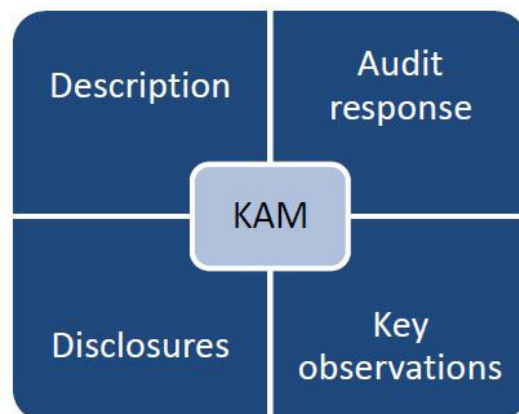 Description
Audit
response
KAM
Disclosures
Key
observations